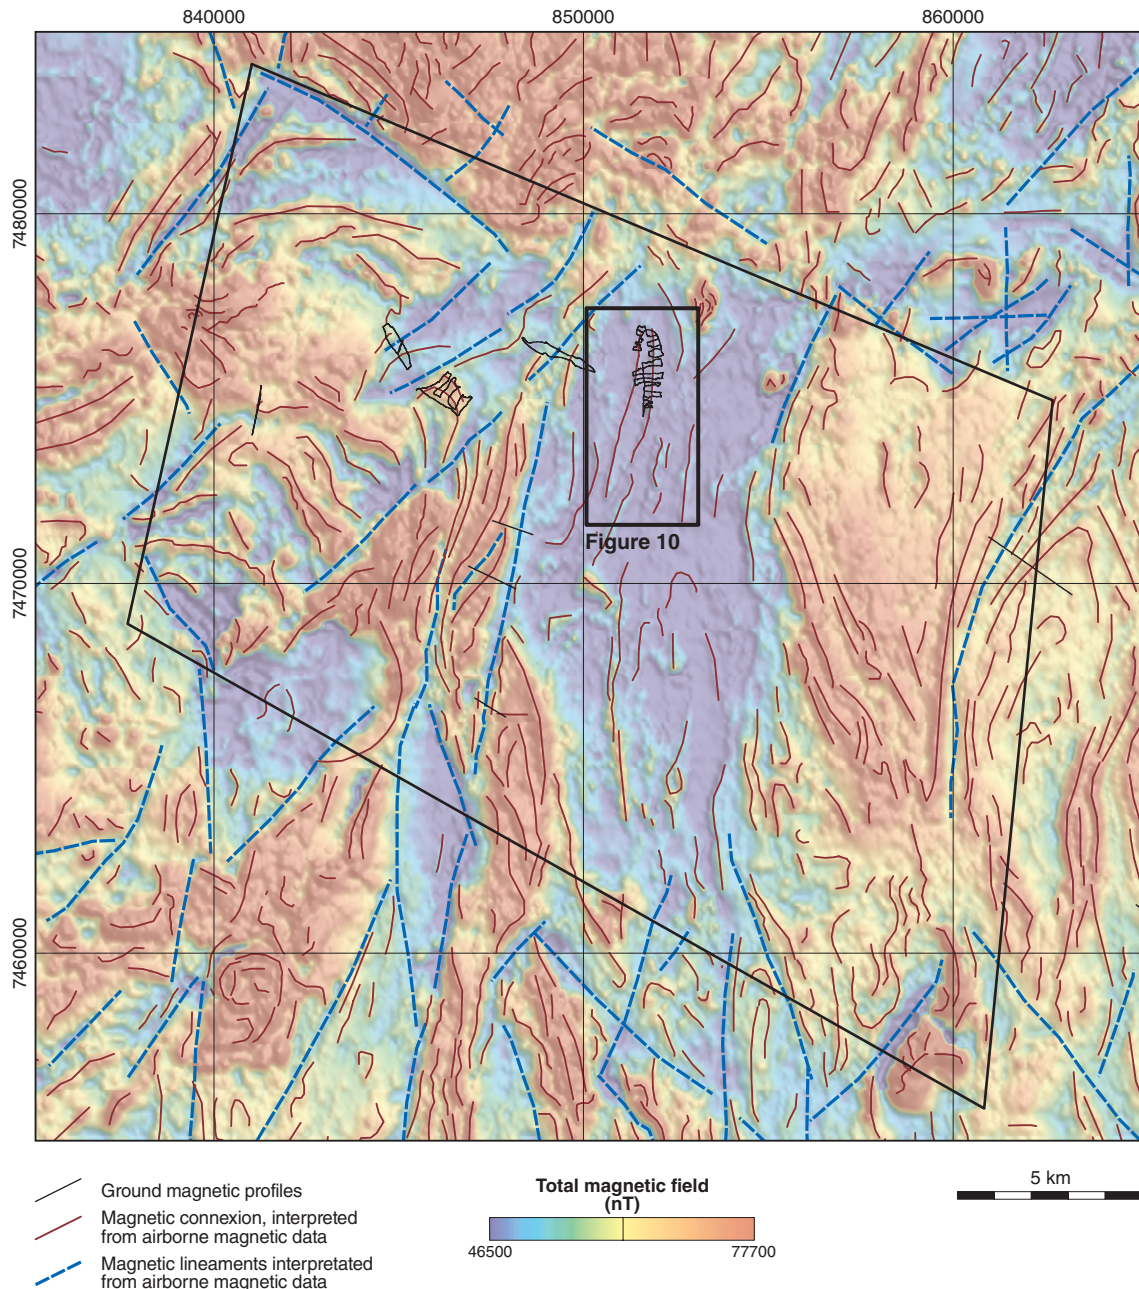 840000 850000 860000
7480000
7470000
7460000
Figure 10
Ground magnetic profiles
Magnetic connexion, interpreted
from airborne magnetic data
Magnetic lineaments interpretated
from airborne magnetic data
Total magnetic field
(nT)
46500 77700
5 km